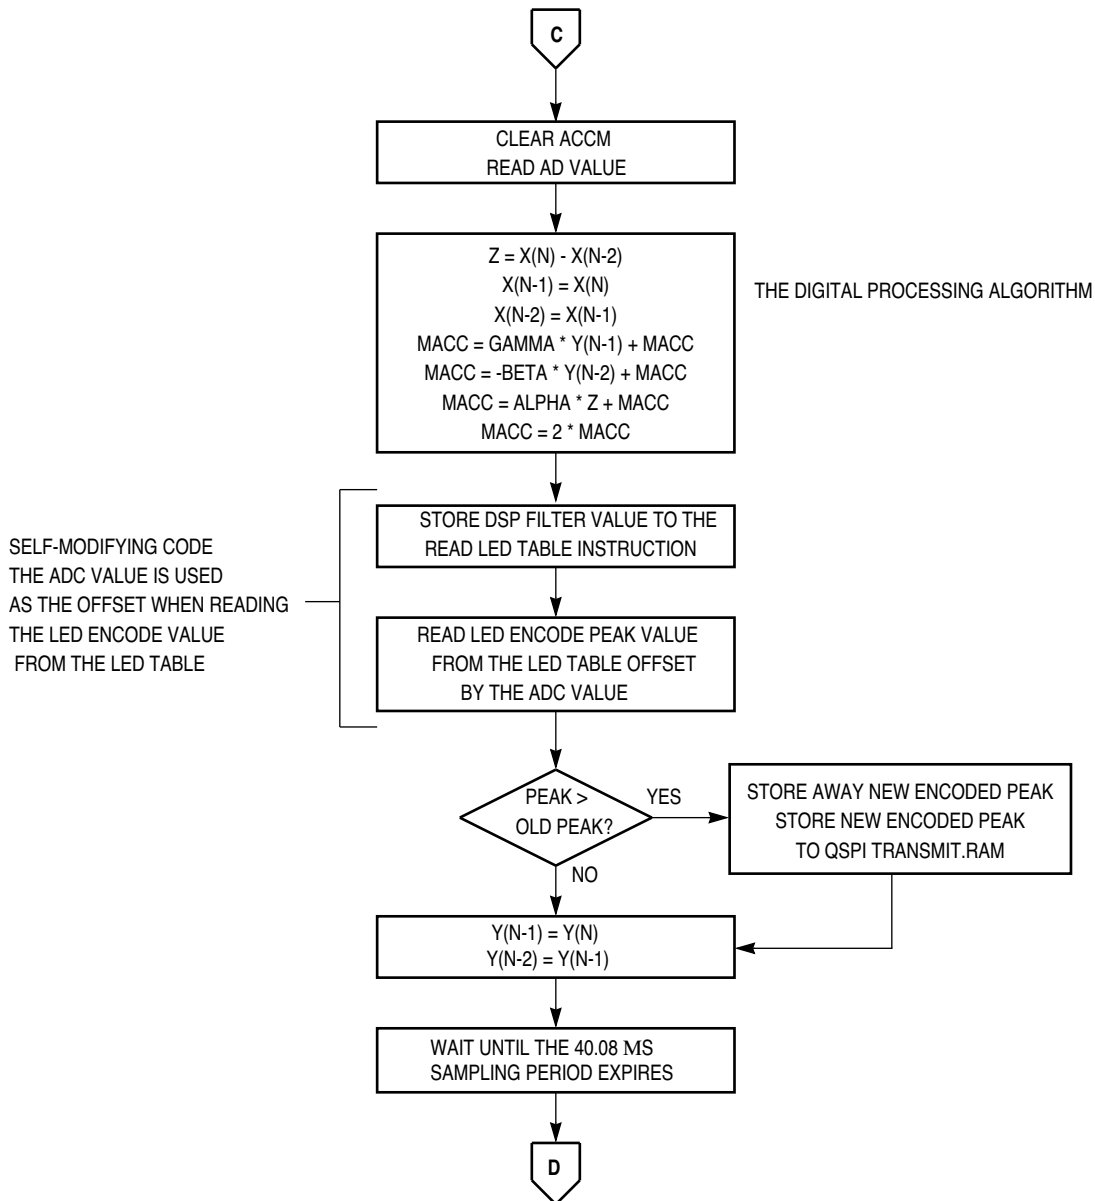 C
CLEAR ACCM
READ AD VALUE
Z = X(N) - X(N-2)
X(N-1) = X(N)
X(N-2) = X(N-1)
MACC = GAMMA * Y(N-1) + MACC
MACC = -BETA * Y(N-2) + MACC
MACC = ALPHA * Z + MACC
MACC = 2 * MACC
THE DIGITAL PROCESSING ALGORITHM
STORE DSP FILTER VALUE TO THE
READ LED TABLE INSTRUCTION
SELF-MODIFYING CODE
THE ADC VALUE IS USED
AS THE OFFSET WHEN READING
THE LED ENCODE VALUE
FROM THE LED TABLE
READ LED ENCODE PEAK VALUE
FROM THE LED TABLE OFFSET
BY THE ADC VALUE
PEAK >
OLD PEAK?
YES
STORE AWAY NEW ENCODED PEAK
STORE NEW ENCODED PEAK
TO QSPI TRANSMIT.RAM
NO
Y(N-1) = Y(N)
Y(N-2) = Y(N-1)
WAIT UNTIL THE 40.08 MS
SAMPLING PERIOD EXPIRES
D